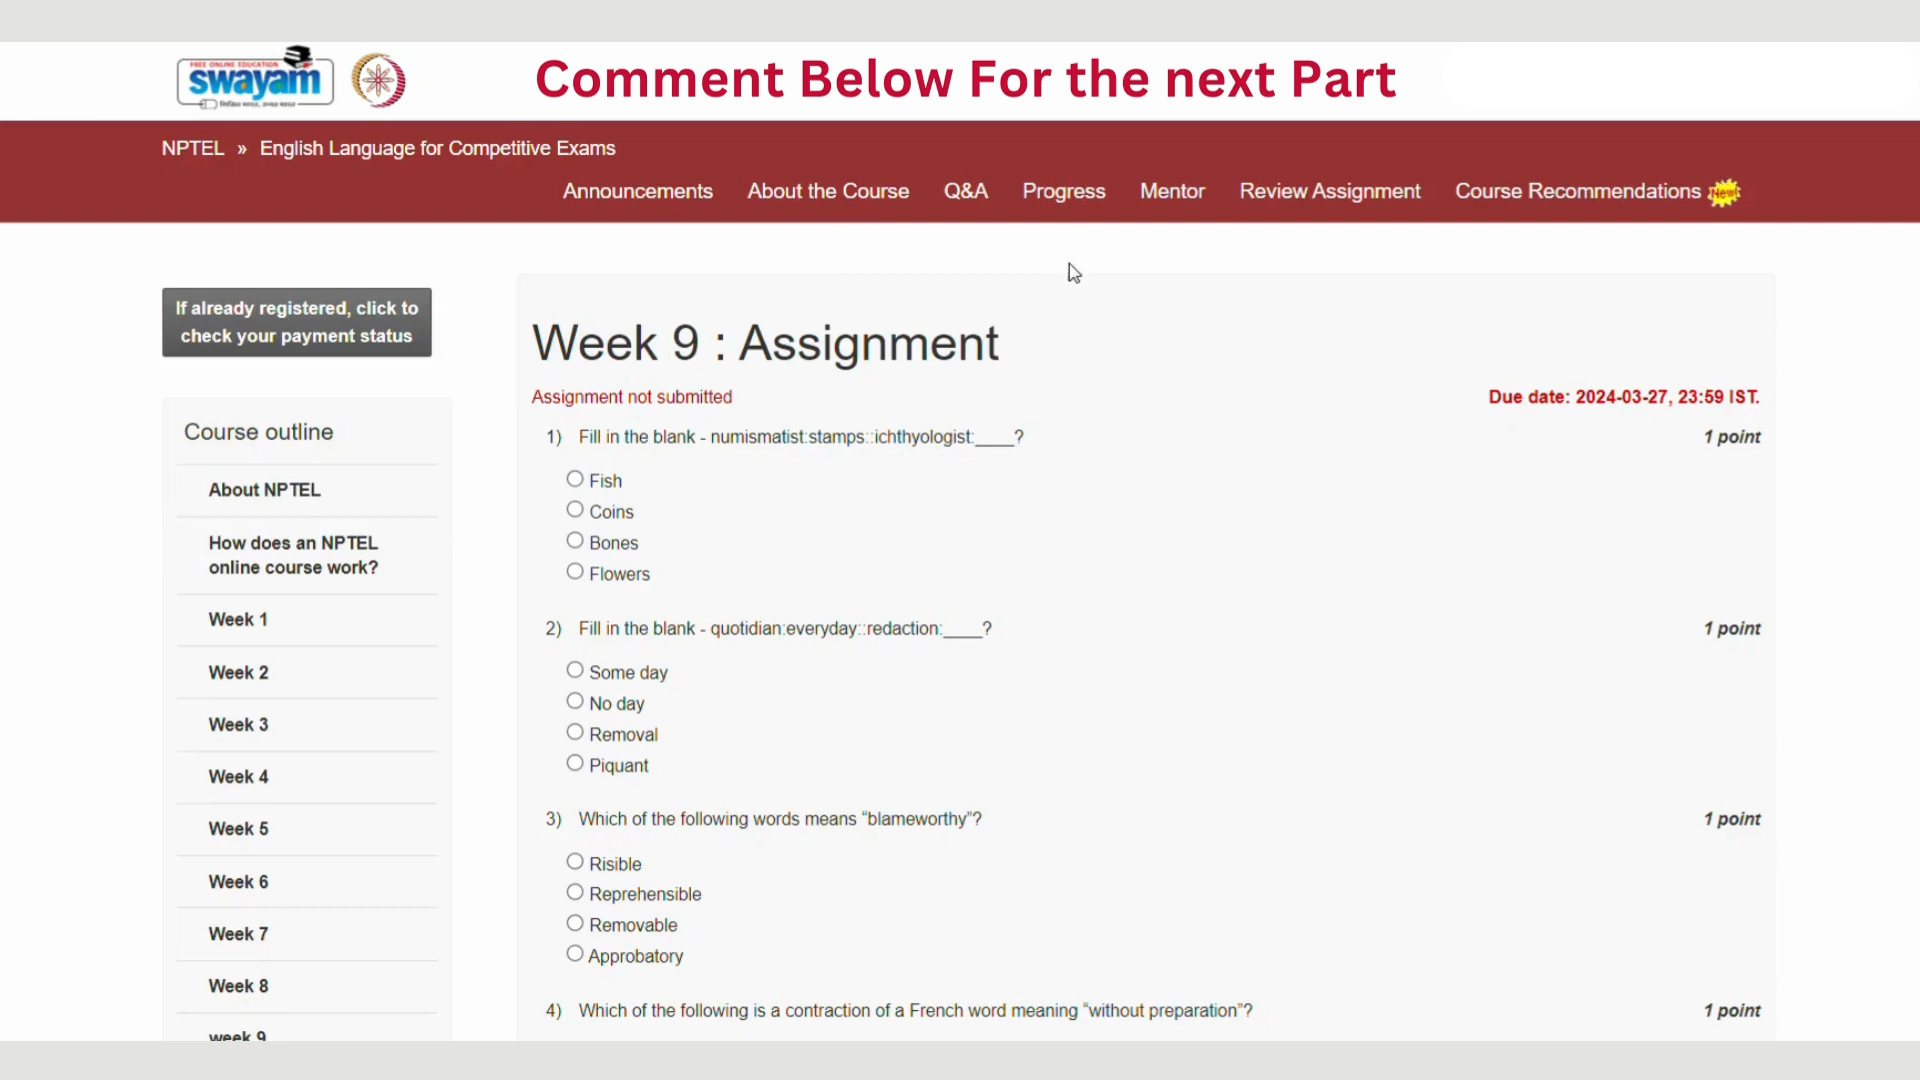 FREE ONLINE EDUCATION
swayam
Comment Below For the next Part
NPTEL » English Language for Competitive Exams
Announcements About the Course Q&A Progress Mentor Review Assignment Course Recommendations New!
If already registered, click to
check your payment status
Course outline
About NPTEL
How does an NPTEL
online course work?
Week 1
Week 2
Week 3
Week 4
Week 5
Week 6
Week 7
Week 8
week 9
Week 9 : Assignment
Assignment not submitted Due date: 2024-03-27, 23:59 IST.
1) Fill in the blank - numismatist:stamps::ichthyologist:____? 1 point
Fish
Coins
Bones
Flowers
2) Fill in the blank - quotidian:everyday::redaction:____? 1 point
Some day
No day
Removal
Piquant
3) Which of the following words means “blameworthy”? 1 point
Risible
Reprehensible
Removable
Approbatory
4) Which of the following is a contraction of a French word meaning “without preparation”? 1 point